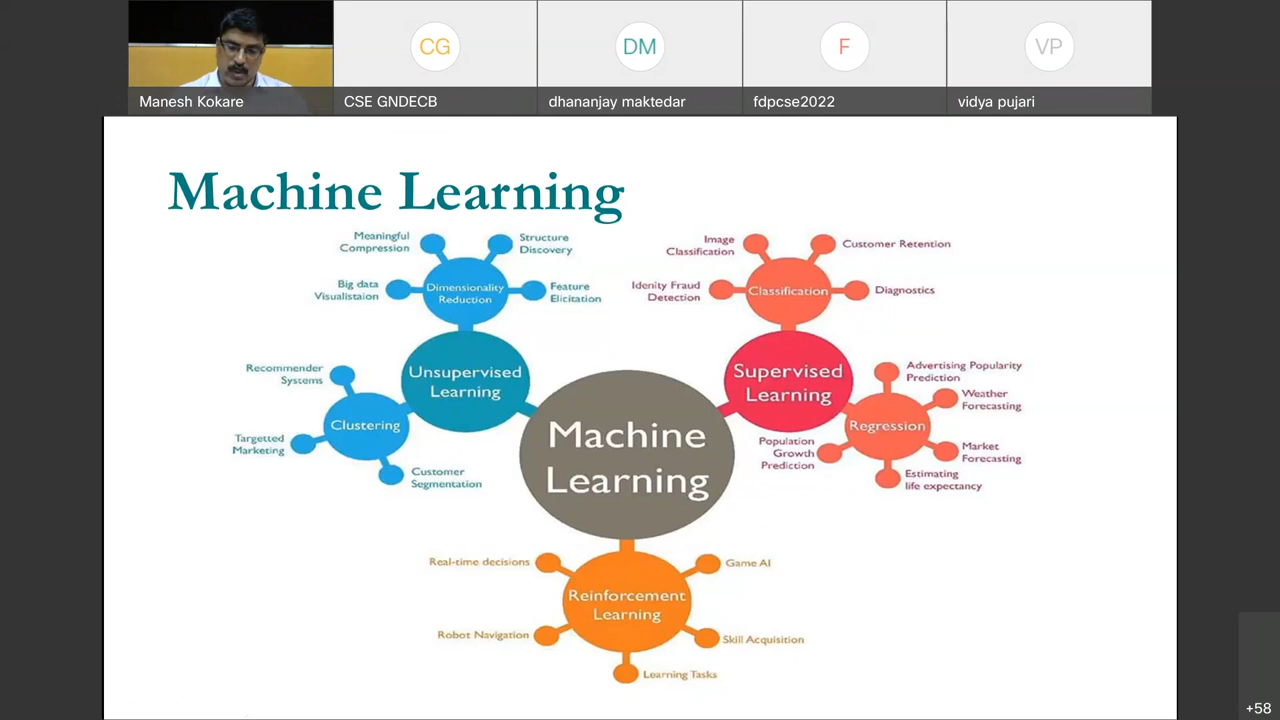 CG
DM
F
VP
Manesh Kokare
CSE GNDECB
dhananjay maktedar
fdpcse2022
vidya pujari
Machine Learning
Meaningful
Compression
Structure
Discovery
Big data
Visualistaion
Dimensionality
Reduction
Feature
Elicitation
Unsupervised
Learning
Recommender
Systems
Clustering
Targetted
Marketing
Customer
Segmentation
Image
Classification
Customer Retention
Idenity Fraud
Detection
Classification
Diagnostics
Supervised
Learning
Advertising Popularity
Prediction
Weather
Forecasting
Regression
Population
Growth
Prediction
Market
Forecasting
Estimating
life expectancy
Machine
Learning
Real-time decisions
Game AI
Reinforcement
Learning
Robot Navigation
Skill Acquisition
Learning Tasks
+58